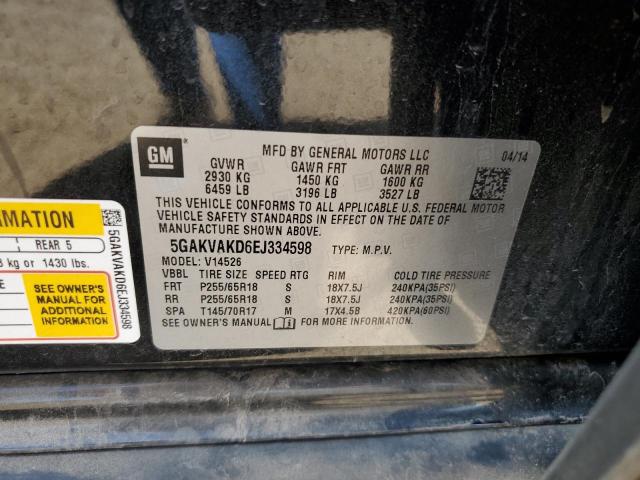 GM
MFD BY GENERAL MOTORS LLC
04/14
GVWR GAWR FRT GAWR RR
2930 KG 1450 KG 1600 KG
6459 LB 3196 LB 3527 LB
THIS VEHICLE CONFORMS TO ALL APPLICABLE U.S. FEDERAL MOTOR
VEHICLE SAFETY STANDARDS IN EFFECT ON THE DATE OF
MANUFACTURE SHOWN ABOVE.
5GAKVAKD6EJ334598 TYPE: M.P.V.
MODEL: V14526
VBBL TIRE SIZE SPEED RTG RIM COLD TIRE PRESSURE
FRT P255/65R18 S 18X7.5J 240KPA(35PSI)
RR P255/65R18 S 18X7.5J 240KPA(35PSI)
SPA T145/70R17 M 17X4.5B 420KPA(60PSI)
SEE OWNER'S MANUAL FOR MORE INFORMATION.
REAR 5
kg or 1430 lbs.
SEE OWNER'S
MANUAL FOR
ADDITIONAL
INFORMATION
5GAKVAKD6EJ334598